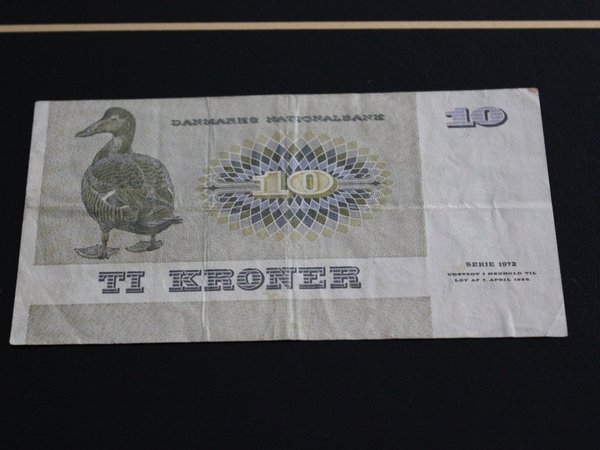 DANMARKS NATIONALBANK
10
10
TI KRONER
SERIE 1972
UDSTEDT I HENHOLD TIL
LOV AF 7. APRIL 1936